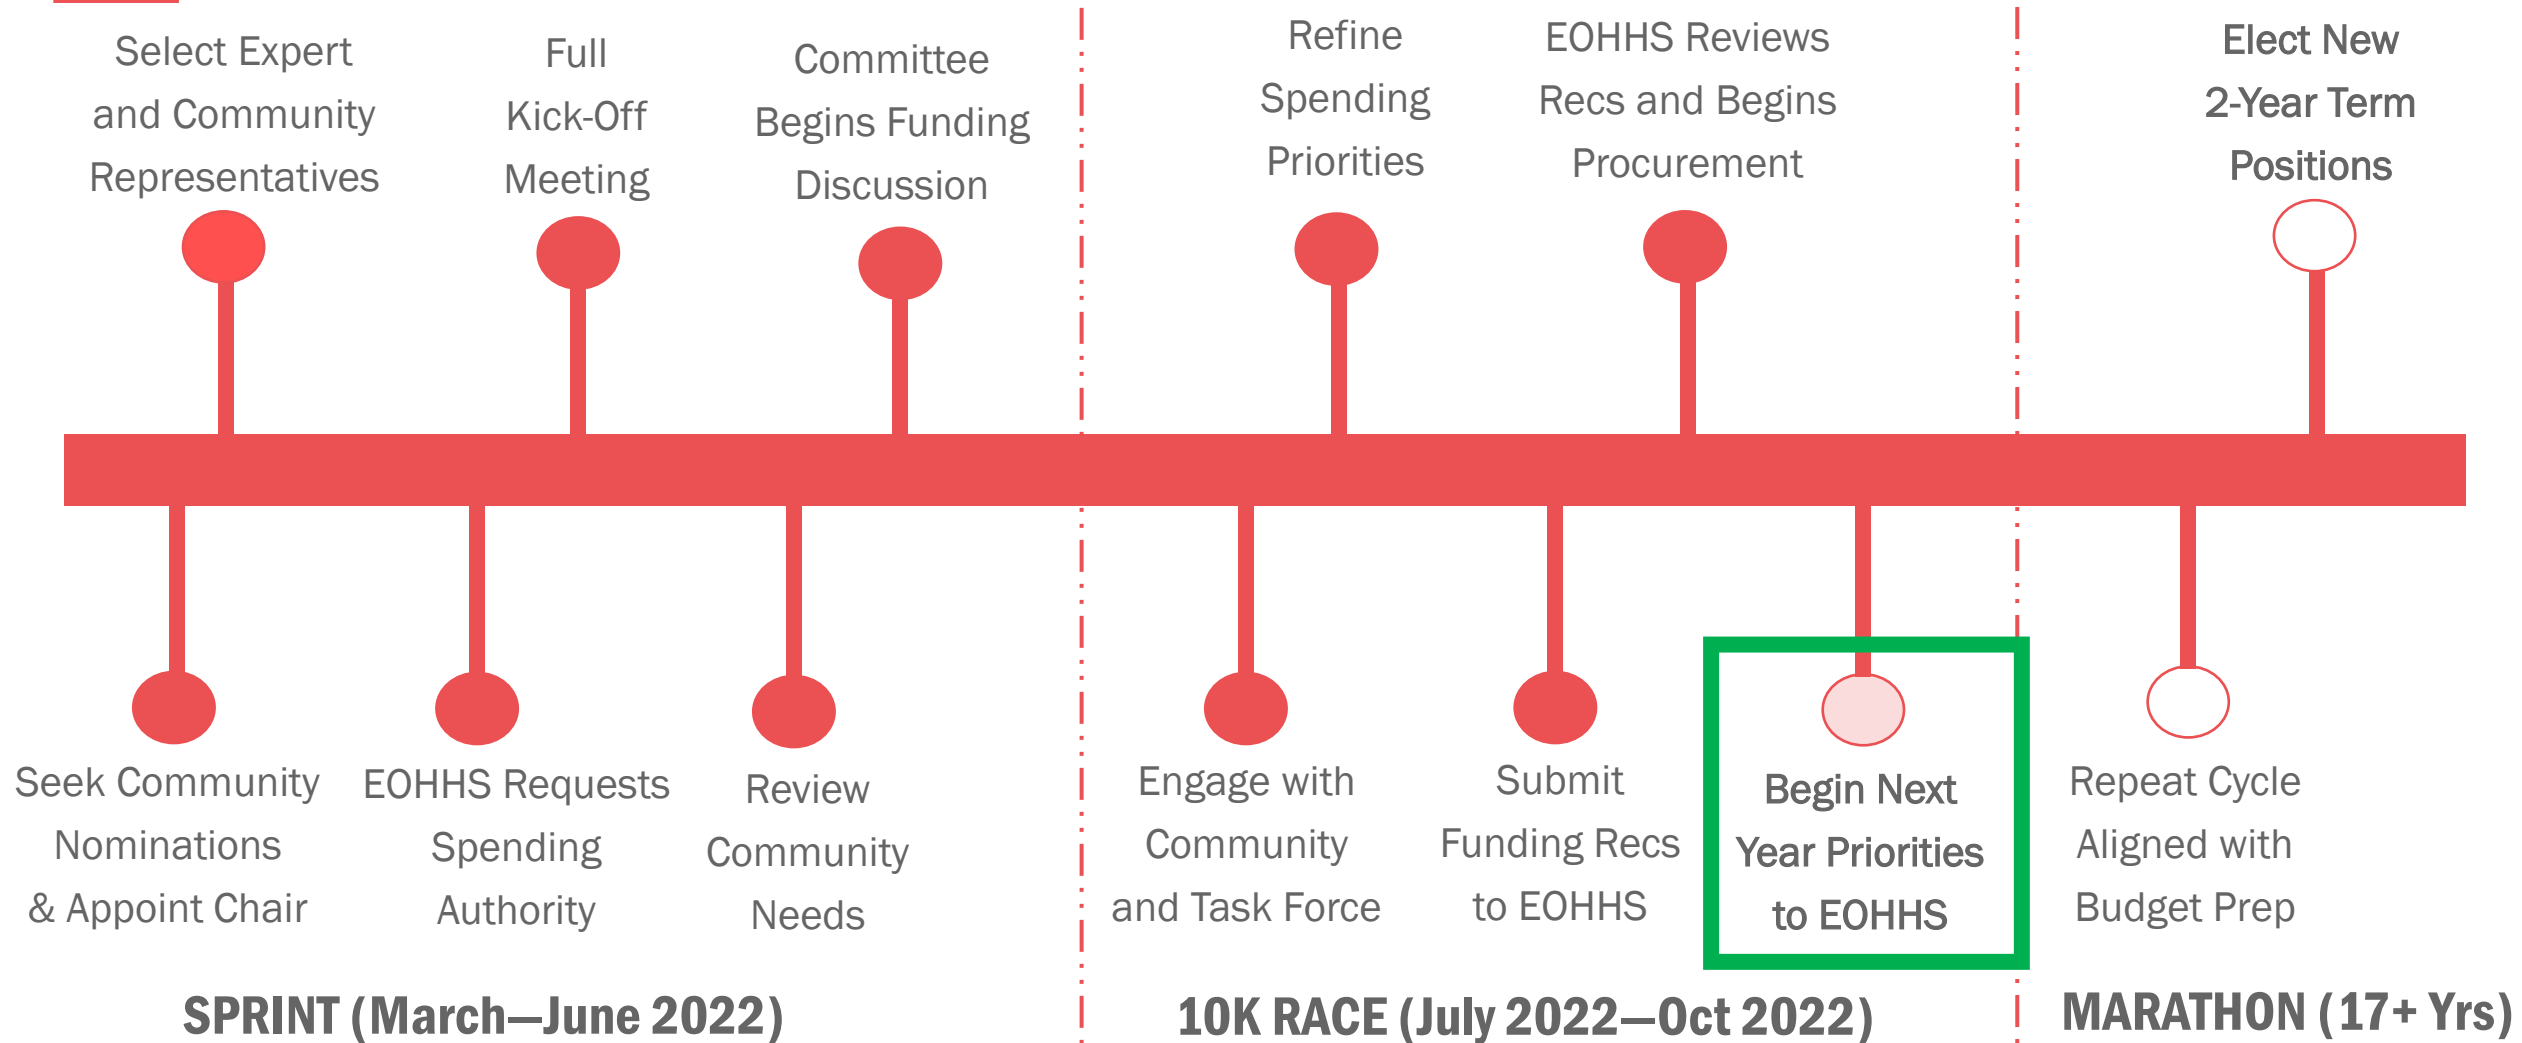 Select Expert
and Community
Representatives
Full
Kick-Off
Meeting
Committee
Begins Funding
Discussion
Refine
Spending
Priorities
EOHHS Reviews
Recs and Begins
Procurement
Elect New
2-Year Term
Positions
Seek Community
Nominations
& Appoint Chair
EOHHS Requests
Spending
Authority
Review
Community
Needs
Engage with
Community
and Task Force
Submit
Funding Recs
to EOHHS
Begin Next
Year Priorities
to EOHHS
Repeat Cycle
Aligned with
Budget Prep
SPRINT (March—June 2022)
10K RACE (July 2022—Oct 2022)
MARATHON (17+ Yrs)